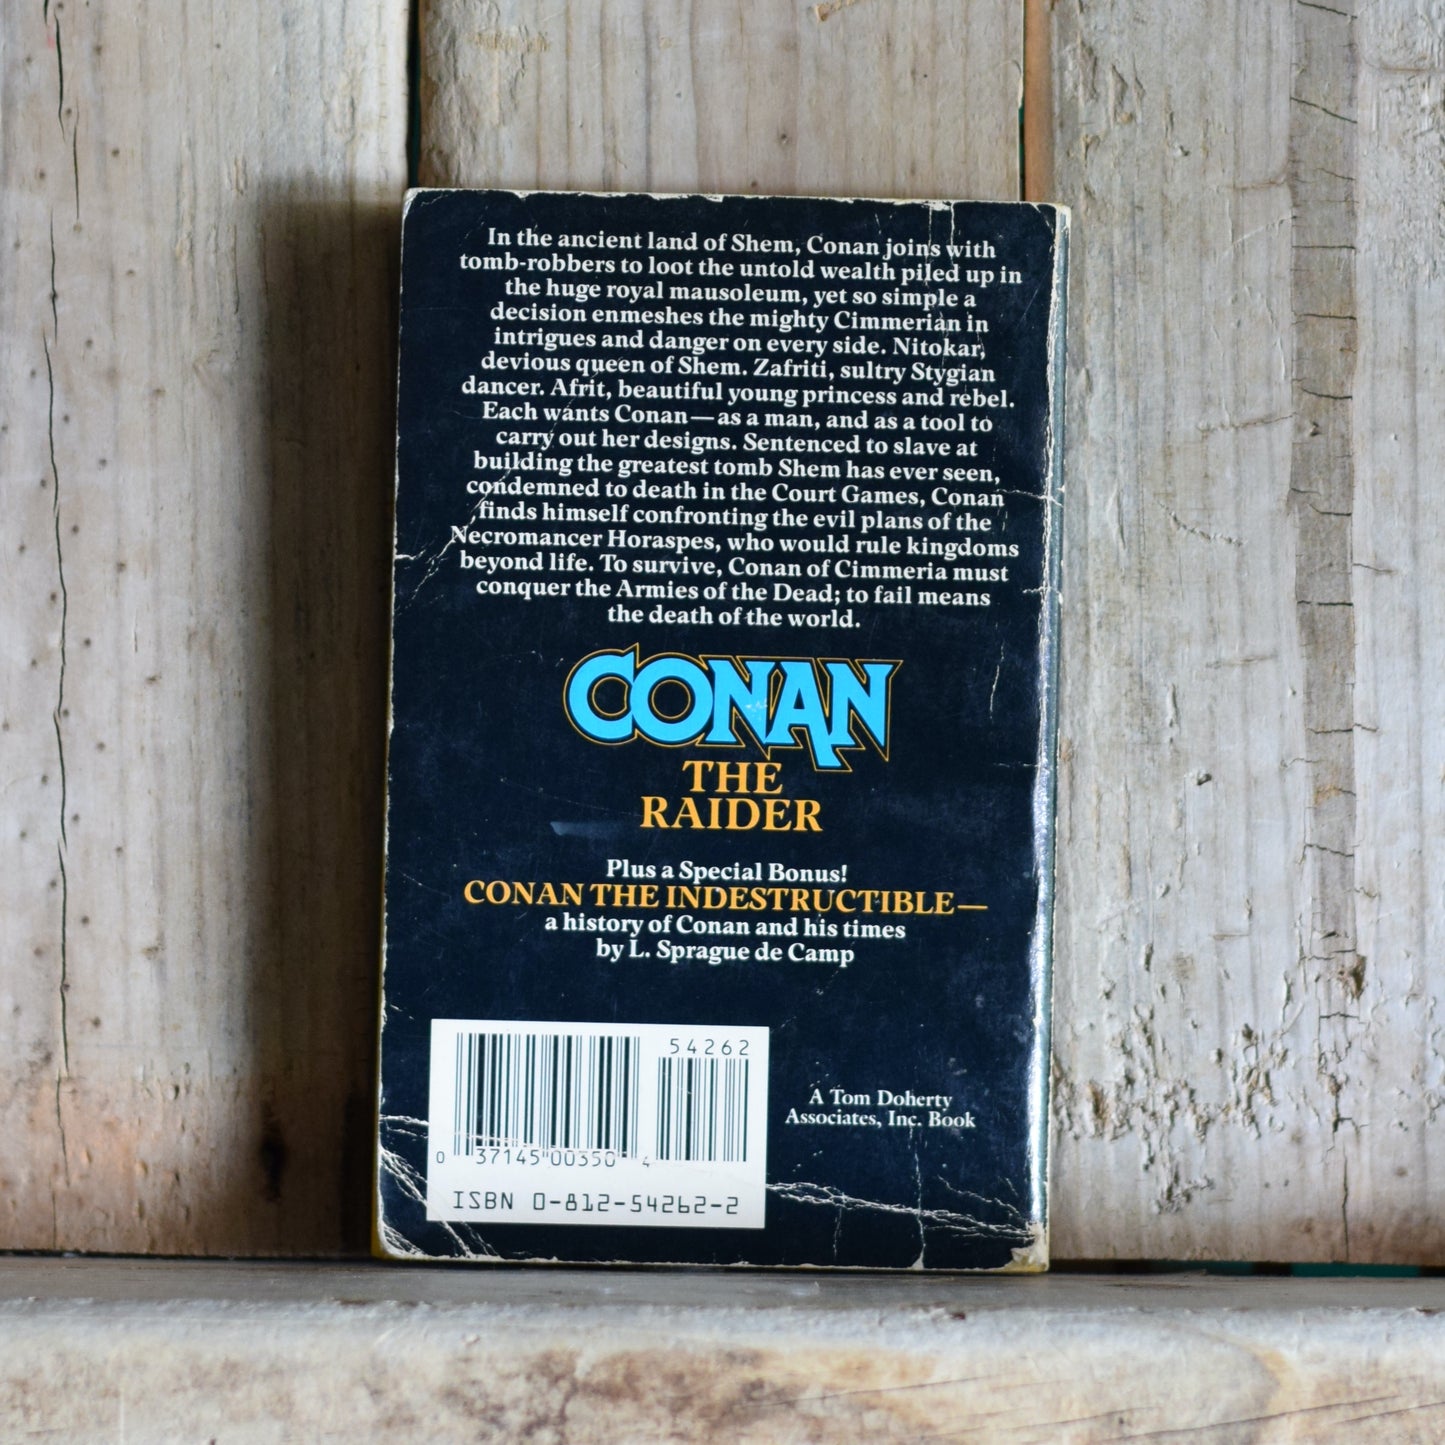 In the ancient land of Shem, Conan joins with
tomb-robbers to loot the untold wealth piled up in
the huge royal mausoleum, yet so simple a
decision enmeshes the mighty Cimmerian in
intrigues and danger on every side. Nitokar,
devious queen of Shem. Zafriti, sultry Stygian
dancer. Afrit, beautiful young princess and rebel.
Each wants Conan—as a man, and as a tool to
carry out her designs. Sentenced to slave at
building the greatest tomb Shem has ever seen,
condemned to death in the Court Games, Conan
finds himself confronting the evil plans of the
Necromancer Horaspes, who would rule kingdoms
beyond life. To survive, Conan of Cimmeria must
conquer the Armies of the Dead; to fail means
the death of the world.
CONAN
THE
RAIDER
Plus a Special Bonus!
CONAN THE INDESTRUCTIBLE—
a history of Conan and his times
by L. Sprague de Camp
54262
0 37145 00350 4
ISBN 0-812-54262-2
A Tom Doherty
Associates, Inc. Book